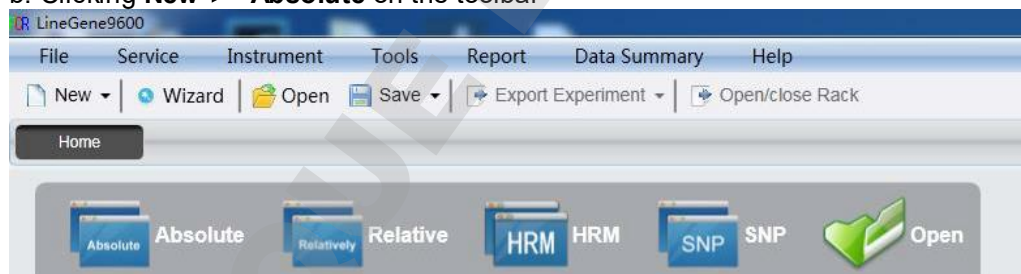 b. Clicking New -> Absolute on the toolbar
LineGene9600
File Service Instrument Tools Report Data Summary Help
New Wizard Open Save Export Experiment Open/close Rack
Home
Absolute Absolute Relatively Relative HRM HRM SNP SNP Open